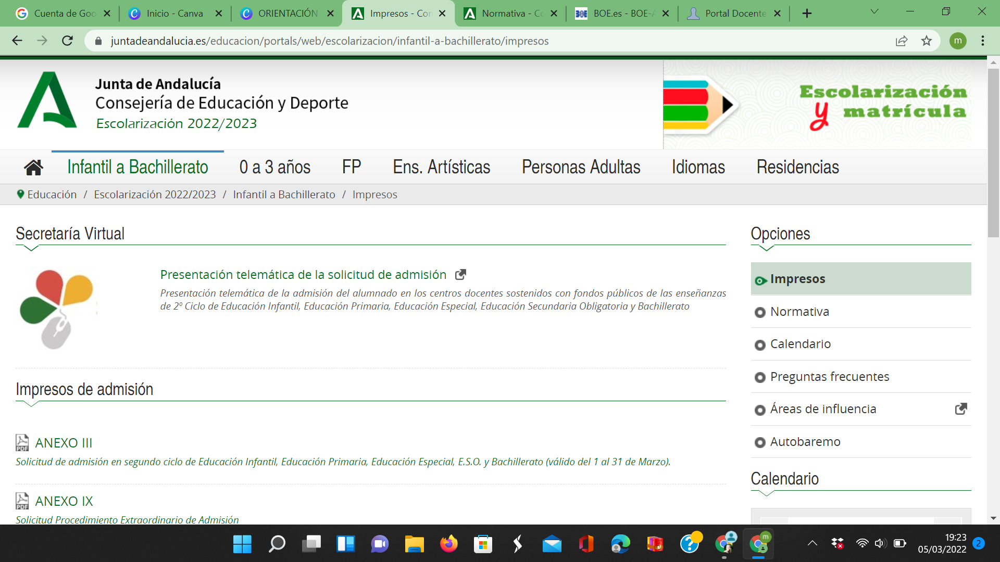 Cuenta de Goo
Inicio - Canva
ORIENTACIÓN
Impresos - Con
Normativa - Co
BOE.es - BOE-A
Portal Docente
juntadeandalucia.es/educacion/portals/web/escolarizacion/infantil-a-bachillerato/impresos
m
Junta de Andalucía
Consejería de Educación y Deporte
Escolarización 2022/2023
Escolarización
y matrícula
Infantil a Bachillerato
0 a 3 años
FP
Ens. Artísticas
Personas Adultas
Idiomas
Residencias
Educación / Escolarización 2022/2023 / Infantil a Bachillerato / Impresos
Secretaría Virtual
Presentación telemática de la solicitud de admisión
Presentación telemática de la admisión del alumnado en los centros docentes sostenidos con fondos públicos de las enseñanzas
de 2º Ciclo de Educación Infantil, Educación Primaria, Educación Especial, Educación Secundaria Obligatoria y Bachillerato
Impresos de admisión
PDF ANEXO III
Solicitud de admisión en segundo ciclo de Educación Infantil, Educación Primaria, Educación Especial, E.S.O. y Bachillerato (válido del 1 al 31 de Marzo).
PDF ANEXO IX
Solicitud Procedimiento Extraordinario de Admisión
Opciones
Impresos
Normativa
Calendario
Preguntas frecuentes
Áreas de influencia
Autobaremo
Calendario
m
19:23
05/03/2022
2